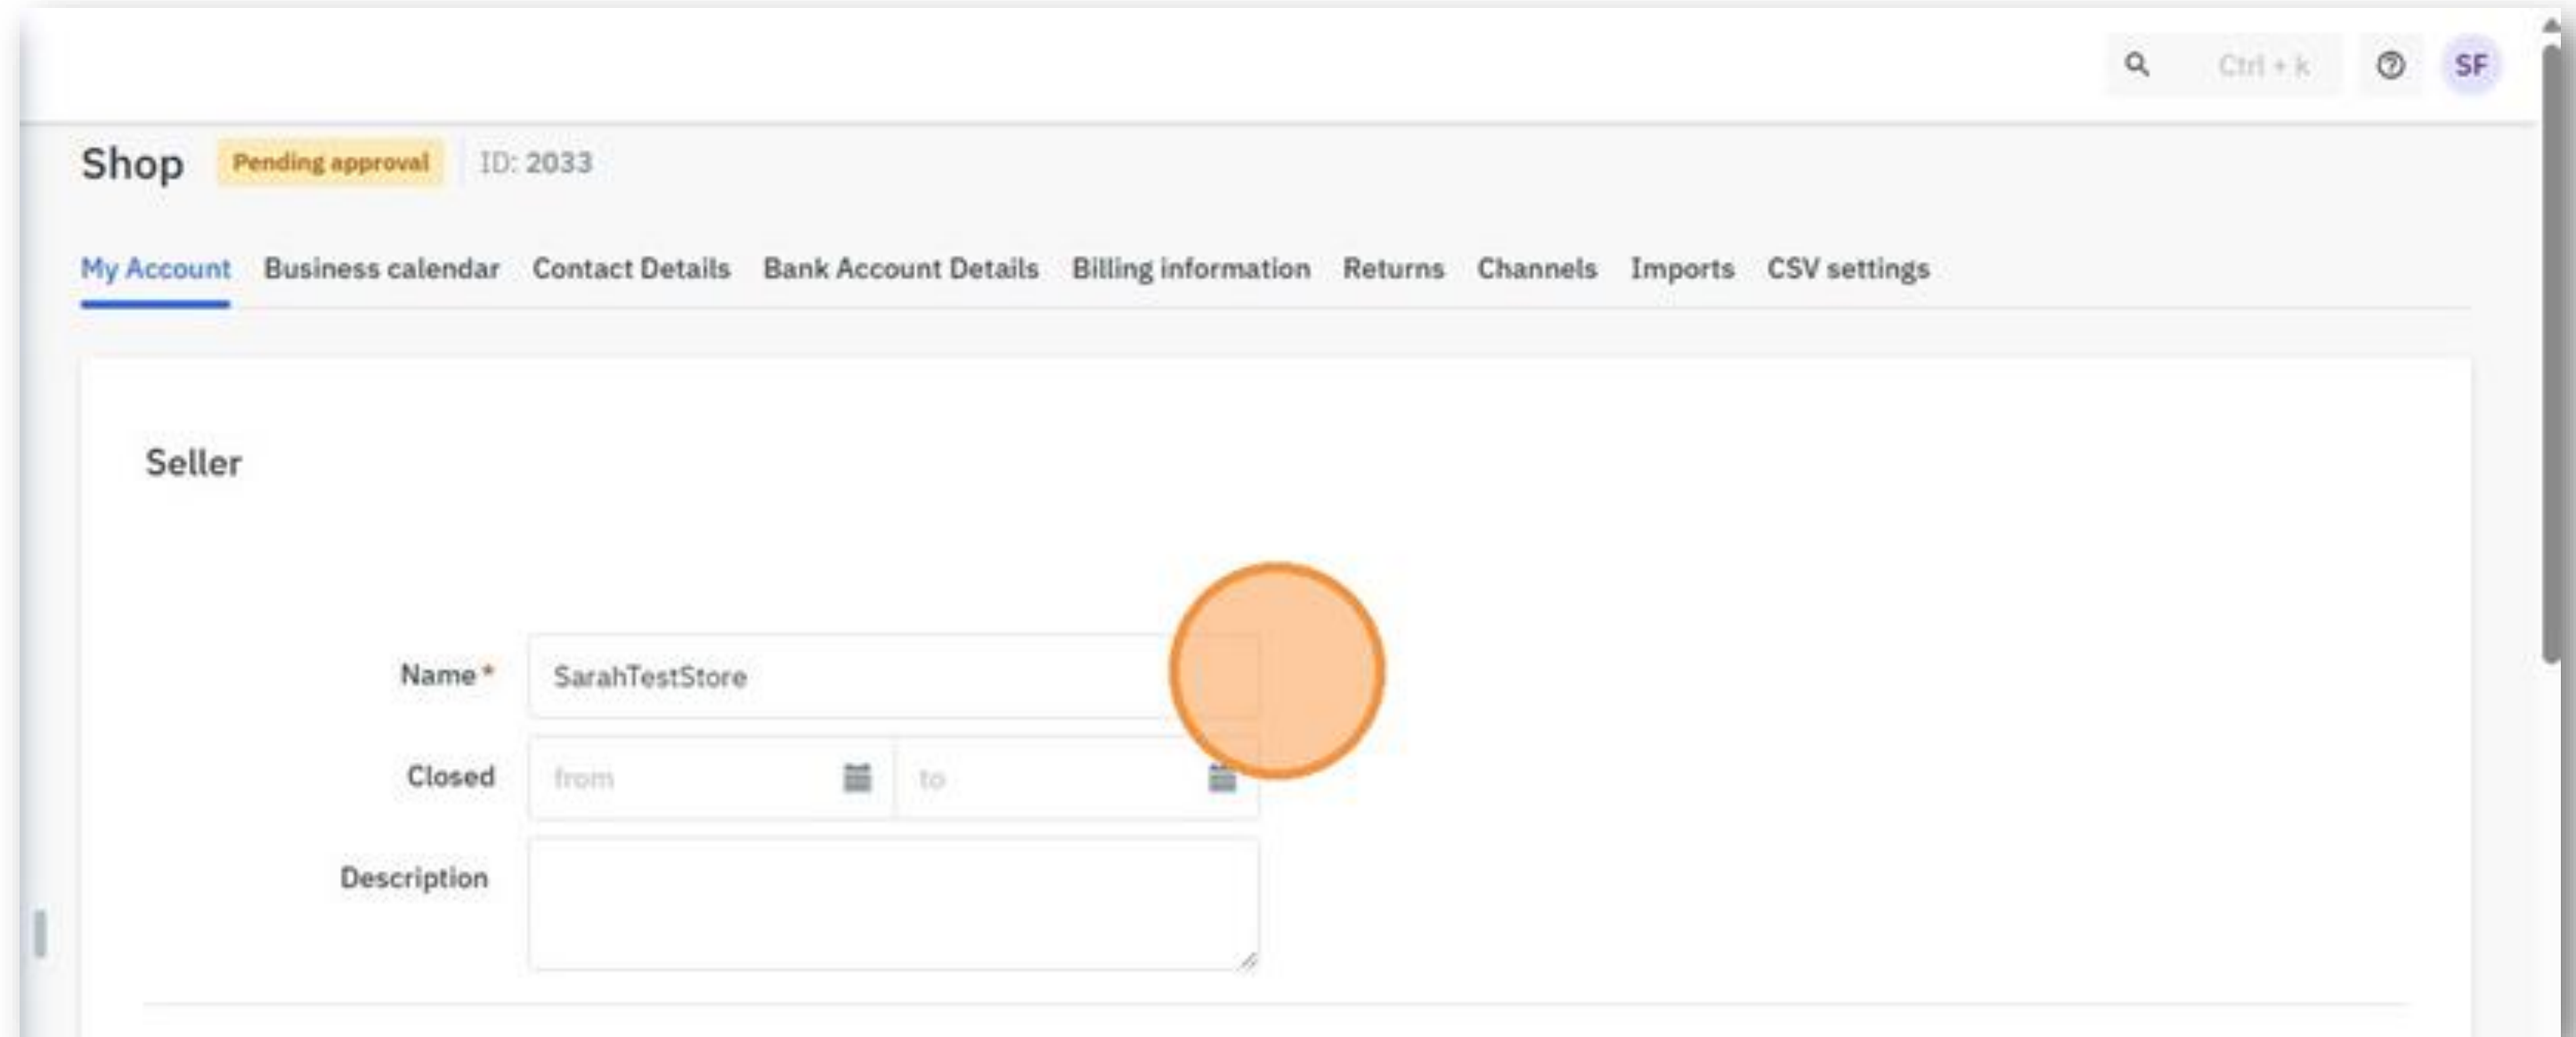 Ctrl + k SF
Shop Pending approval ID: 2033
My Account Business calendar Contact Details Bank Account Details Billing information Returns Channels Imports CSV settings
Seller
Name * SarahTestStore
Closed from to
Description